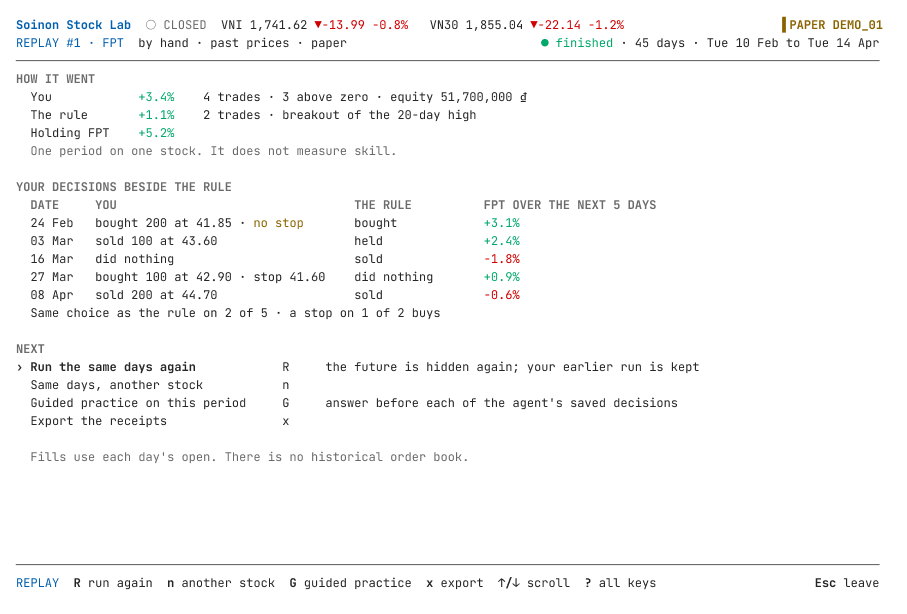 Soinon Stock Lab  ○ CLOSED  VNI 1,741.62 ▼-13.99 -0.8%  VN30 1,855.04 ▼-22.14 -1.2%  PAPER DEMO_01
REPLAY #1 · FPT  by hand · past prices · paper  ● finished · 45 days · Tue 10 Feb to Tue 14 Apr
HOW IT WENT
You  +3.4%  4 trades · 3 above zero · equity 51,700,000 ₫
The rule  +1.1%  2 trades · breakout of the 20-day high
Holding FPT  +5.2%
One period on one stock. It does not measure skill.
YOUR DECISIONS BESIDE THE RULE
DATE  YOU  THE RULE  FPT OVER THE NEXT 5 DAYS
24 Feb  bought 200 at 41.85 · no stop  bought  +3.1%
03 Mar  sold 100 at 43.60  held  +2.4%
16 Mar  did nothing  sold  -1.8%
27 Mar  bought 100 at 42.90 · stop 41.60  did nothing  +0.9%
08 Apr  sold 200 at 44.70  sold  -0.6%
Same choice as the rule on 2 of 5 · a stop on 1 of 2 buys
NEXT
› Run the same days again  R  the future is hidden again; your earlier run is kept
Same days, another stock  n
Guided practice on this period  G  answer before each of the agent's saved decisions
Export the receipts  x
Fills use each day's open. There is no historical order book.
REPLAY  R run again  n another stock  G guided practice  x export  ↑/↓ scroll  ? all keys  Esc leave